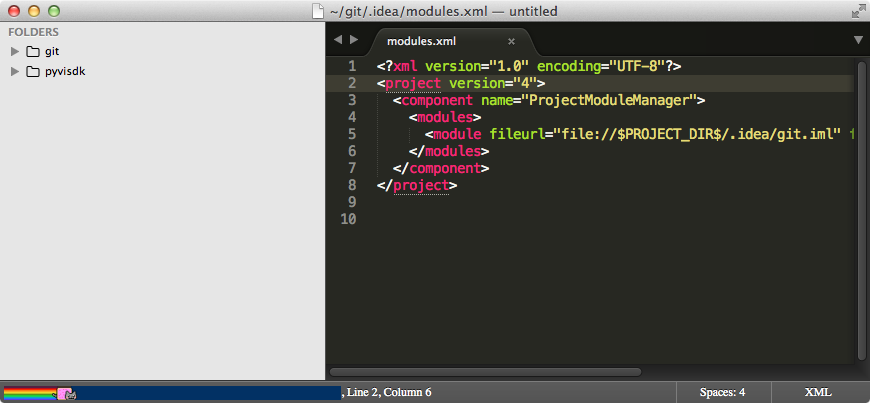 ~/git/.idea/modules.xml — untitled
FOLDERS
git
pyvisdk
modules.xml
1 <?xml version="1.0" encoding="UTF-8"?>
2 <project version="4">
3 <component name="ProjectModuleManager">
4 <modules>
5 <module fileurl="file://$PROJECT_DIR$/.idea/git.iml" f
6 </modules>
7 </component>
8 </project>
9
10
, Line 2, Column 6
Spaces: 4
XML